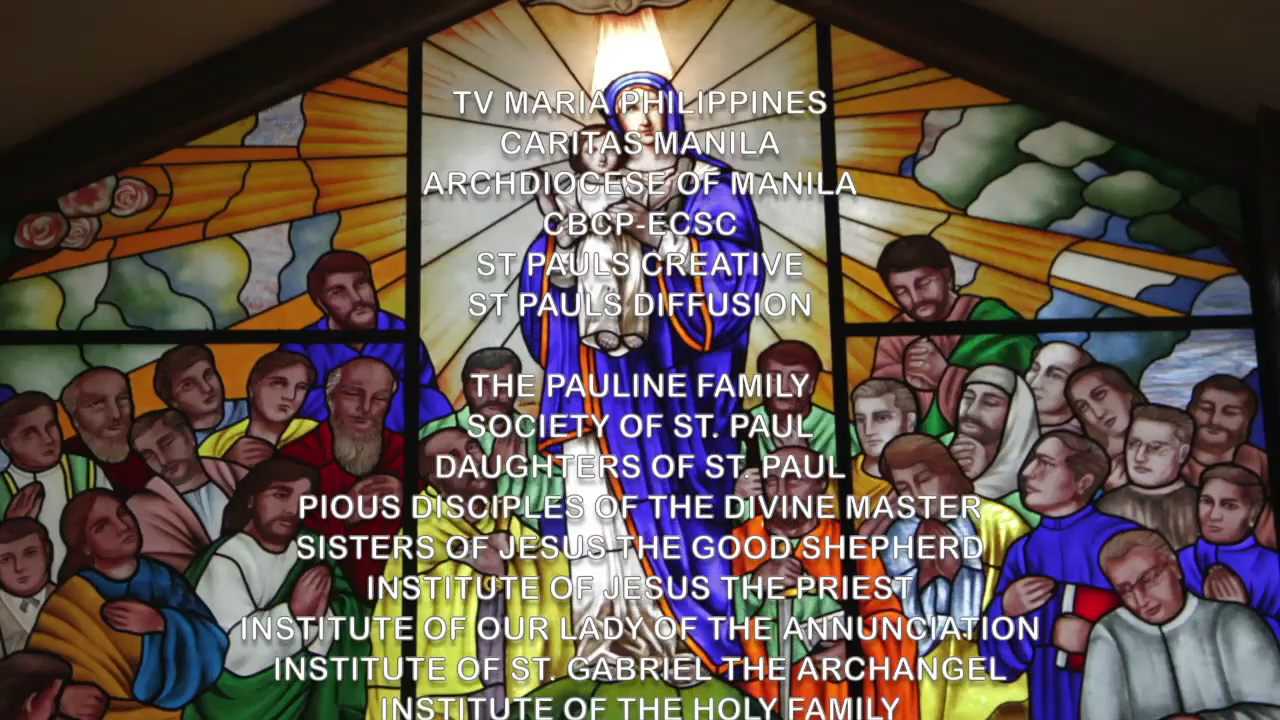 TV MARIA PHILIPPINES
CARITAS MANILA
ARCHDIOCESE OF MANILA
CBCP-ECSC
ST PAULS CREATIVE
ST PAULS DIFFUSION
THE PAULINE FAMILY
SOCIETY OF ST. PAUL
DAUGHTERS OF ST. PAUL
PIOUS DISCIPLES OF THE DIVINE MASTER
SISTERS OF JESUS THE GOOD SHEPHERD
INSTITUTE OF JESUS THE PRIEST
INSTITUTE OF OUR LADY OF THE ANNUNCIATION
INSTITUTE OF ST. GABRIEL THE ARCHANGEL
INSTITUTE OF THE HOLY FAMILY